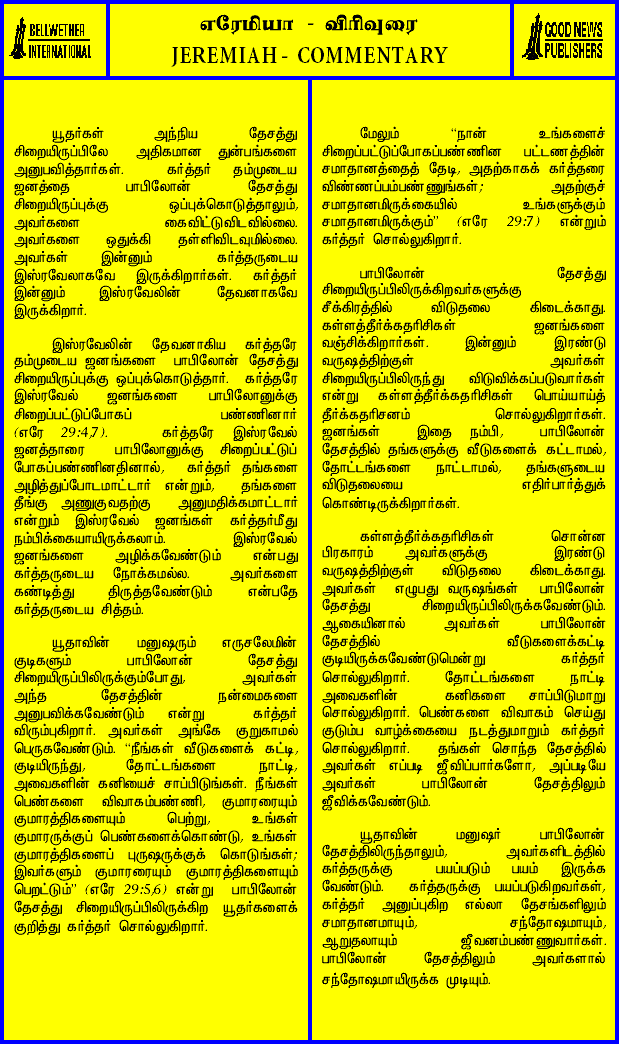 BELLWETHER
INTERNATIONAL
எரேமியா - விரிவுரை
JEREMIAH - COMMENTARY
GOOD NEWS
PUBLISHERS
யூதர்கள் அந்நிய தேசத்து
சிறையிருப்பிலே அதிகமான துன்பங்களை
அனுபவித்தார்கள். கர்த்தர் தம்முடைய
ஜனத்தை பாபிலோன் தேசத்து
சிறையிருப்புக்கு ஒப்புக்கொடுத்தாலும்,
அவர்களை கைவிட்டுவிடவில்லை.
அவர்களை ஒதுக்கி தள்ளிவிடவுமில்லை.
அவர்கள் இன்னும் கர்த்தருடைய
இஸ்ரவேலாகவே இருக்கிறார்கள். கர்த்தர்
இன்னும் இஸ்ரவேலின் தேவனாகவே
இருக்கிறார்.
இஸ்ரவேலின் தேவனாகிய கர்த்தரே
தம்முடைய ஜனங்களை பாபிலோன் தேசத்து
சிறையிருப்புக்கு ஒப்புக்கொடுத்தார். கர்த்தரே
இஸ்ரவேல் ஜனங்களை பாபிலோனுக்கு
சிறைப்பட்டுப்போகப் பண்ணினார்
(எரே 29:4,7). கர்த்தரே இஸ்ரவேல்
ஜனத்தாரை பாபிலோனுக்கு சிறைப்பட்டுப்
போகப்பண்ணினதினால், கர்த்தர் தங்களை
அழித்துப்போடமாட்டார் என்றும், தங்களை
தீங்கு அணுகுவதற்கு அனுமதிக்கமாட்டார்
என்றும் இஸ்ரவேல் ஜனங்கள் கர்த்தர்மீது
நம்பிக்கையாயிருக்கலாம். இஸ்ரவேல்
ஜனங்களை அழிக்கவேண்டும் என்பது
கர்த்தருடைய நோக்கமல்ல. அவர்களை
கண்டித்து திருத்தவேண்டும் என்பதே
கர்த்தருடைய சித்தம்.
யூதாவின் மனுஷரும் எருசலேமின்
குடிகளும் பாபிலோன் தேசத்து
சிறையிருப்பிலிருக்கும்போது, அவர்கள்
அந்த தேசத்தின் நன்மைகளை
அனுபவிக்கவேண்டும் என்று கர்த்தர்
விரும்புகிறார். அவர்கள் அங்கே குறுகாமல்
பெருகவேண்டும். “நீங்கள் வீடுகளைக் கட்டி,
குடியிருந்து, தோட்டங்களை நாட்டி,
அவைகளின் கனியைச் சாப்பிடுங்கள். நீங்கள்
பெண்களை விவாகம்பண்ணி, குமாரரையும்
குமாரத்திகளையும் பெற்று, உங்கள்
குமாரருக்குப் பெண்களைக்கொண்டு, உங்கள்
குமாரத்திகளைப் புருஷருக்குக் கொடுங்கள்;
இவர்களும் குமாரரையும் குமாரத்திகளையும்
பெறட்டும்” (எரே 29:5,6) என்று பாபிலோன்
தேசத்து சிறையிருப்பிலிருக்கிற யூதர்களைக்
குறித்து கர்த்தர் சொல்லுகிறார்.
மேலும் “நான் உங்களைச்
சிறைப்பட்டுப்போகப்பண்ணின பட்டணத்தின்
சமாதானத்தைத் தேடி, அதற்காகக் கர்த்தரை
விண்ணப்பம்பண்ணுங்கள்; அதற்குச்
சமாதானமிருக்கையில் உங்களுக்கும்
சமாதானமிருக்கும்” (எரே 29:7) என்றும்
கர்த்தர் சொல்லுகிறார்.
பாபிலோன் தேசத்து
சிறையிருப்பிலிருக்கிறவர்களுக்கு
சீக்கிரத்தில் விடுதலை கிடைக்காது.
கள்ளத்தீர்க்கதரிசிகள் ஜனங்களை
வஞ்சிக்கிறார்கள். இன்னும் இரண்டு
வருஷத்திற்குள் அவர்கள்
சிறையிருப்பிலிருந்து விடுவிக்கப்படுவார்கள்
என்று கள்ளத்தீர்க்கதரிசிகள் பொய்யாய்த்
தீர்க்கதரிசனம் சொல்லுகிறார்கள்.
ஜனங்கள் இதை நம்பி, பாபிலோன்
தேசத்தில் தங்களுக்கு வீடுகளைக் கட்டாமல்,
தோட்டங்களை நாட்டாமல், தங்களுடைய
விடுதலையை எதிர்பார்த்துக்
கொண்டிருக்கிறார்கள்.
கள்ளத்தீர்க்கதரிசிகள் சொன்ன
பிரகாரம் அவர்களுக்கு இரண்டு
வருஷத்திற்குள் விடுதலை கிடைக்காது.
அவர்கள் எழுபது வருஷங்கள் பாபிலோன்
தேசத்து சிறையிருப்பிலிருக்கவேண்டும்.
ஆகையினால் அவர்கள் பாபிலோன்
தேசத்தில் வீடுகளைக்கட்டி
குடியிருக்கவேண்டுமென்று கர்த்தர்
சொல்லுகிறார். தோட்டங்களை நாட்டி
அவைகளின் கனிகளை சாப்பிடுமாறு
சொல்லுகிறார். பெண்களை விவாகம் செய்து
குடும்ப வாழ்க்கையை நடத்துமாறும் கர்த்தர்
சொல்லுகிறார். தங்கள் சொந்த தேசத்தில்
அவர்கள் எப்படி ஜீவிப்பார்களோ, அப்படியே
அவர்கள் பாபிலோன் தேசத்திலும்
ஜீவிக்கவேண்டும்.
யூதாவின் மனுஷர் பாபிலோன்
தேசத்திலிருந்தாலும், அவர்களிடத்தில்
கர்த்தருக்கு பயப்படும் பயம் இருக்க
வேண்டும். கர்த்தருக்கு பயப்படுகிறவர்கள்,
கர்த்தர் அனுப்புகிற எல்லா தேசங்களிலும்
சமாதானமாயும், சந்தோஷமாயும்,
ஆறுதலாயும் ஜீவனம்பண்ணுவார்கள்.
பாபிலோன் தேசத்திலும் அவர்களால்
சந்தோஷமாயிருக்க முடியும்.